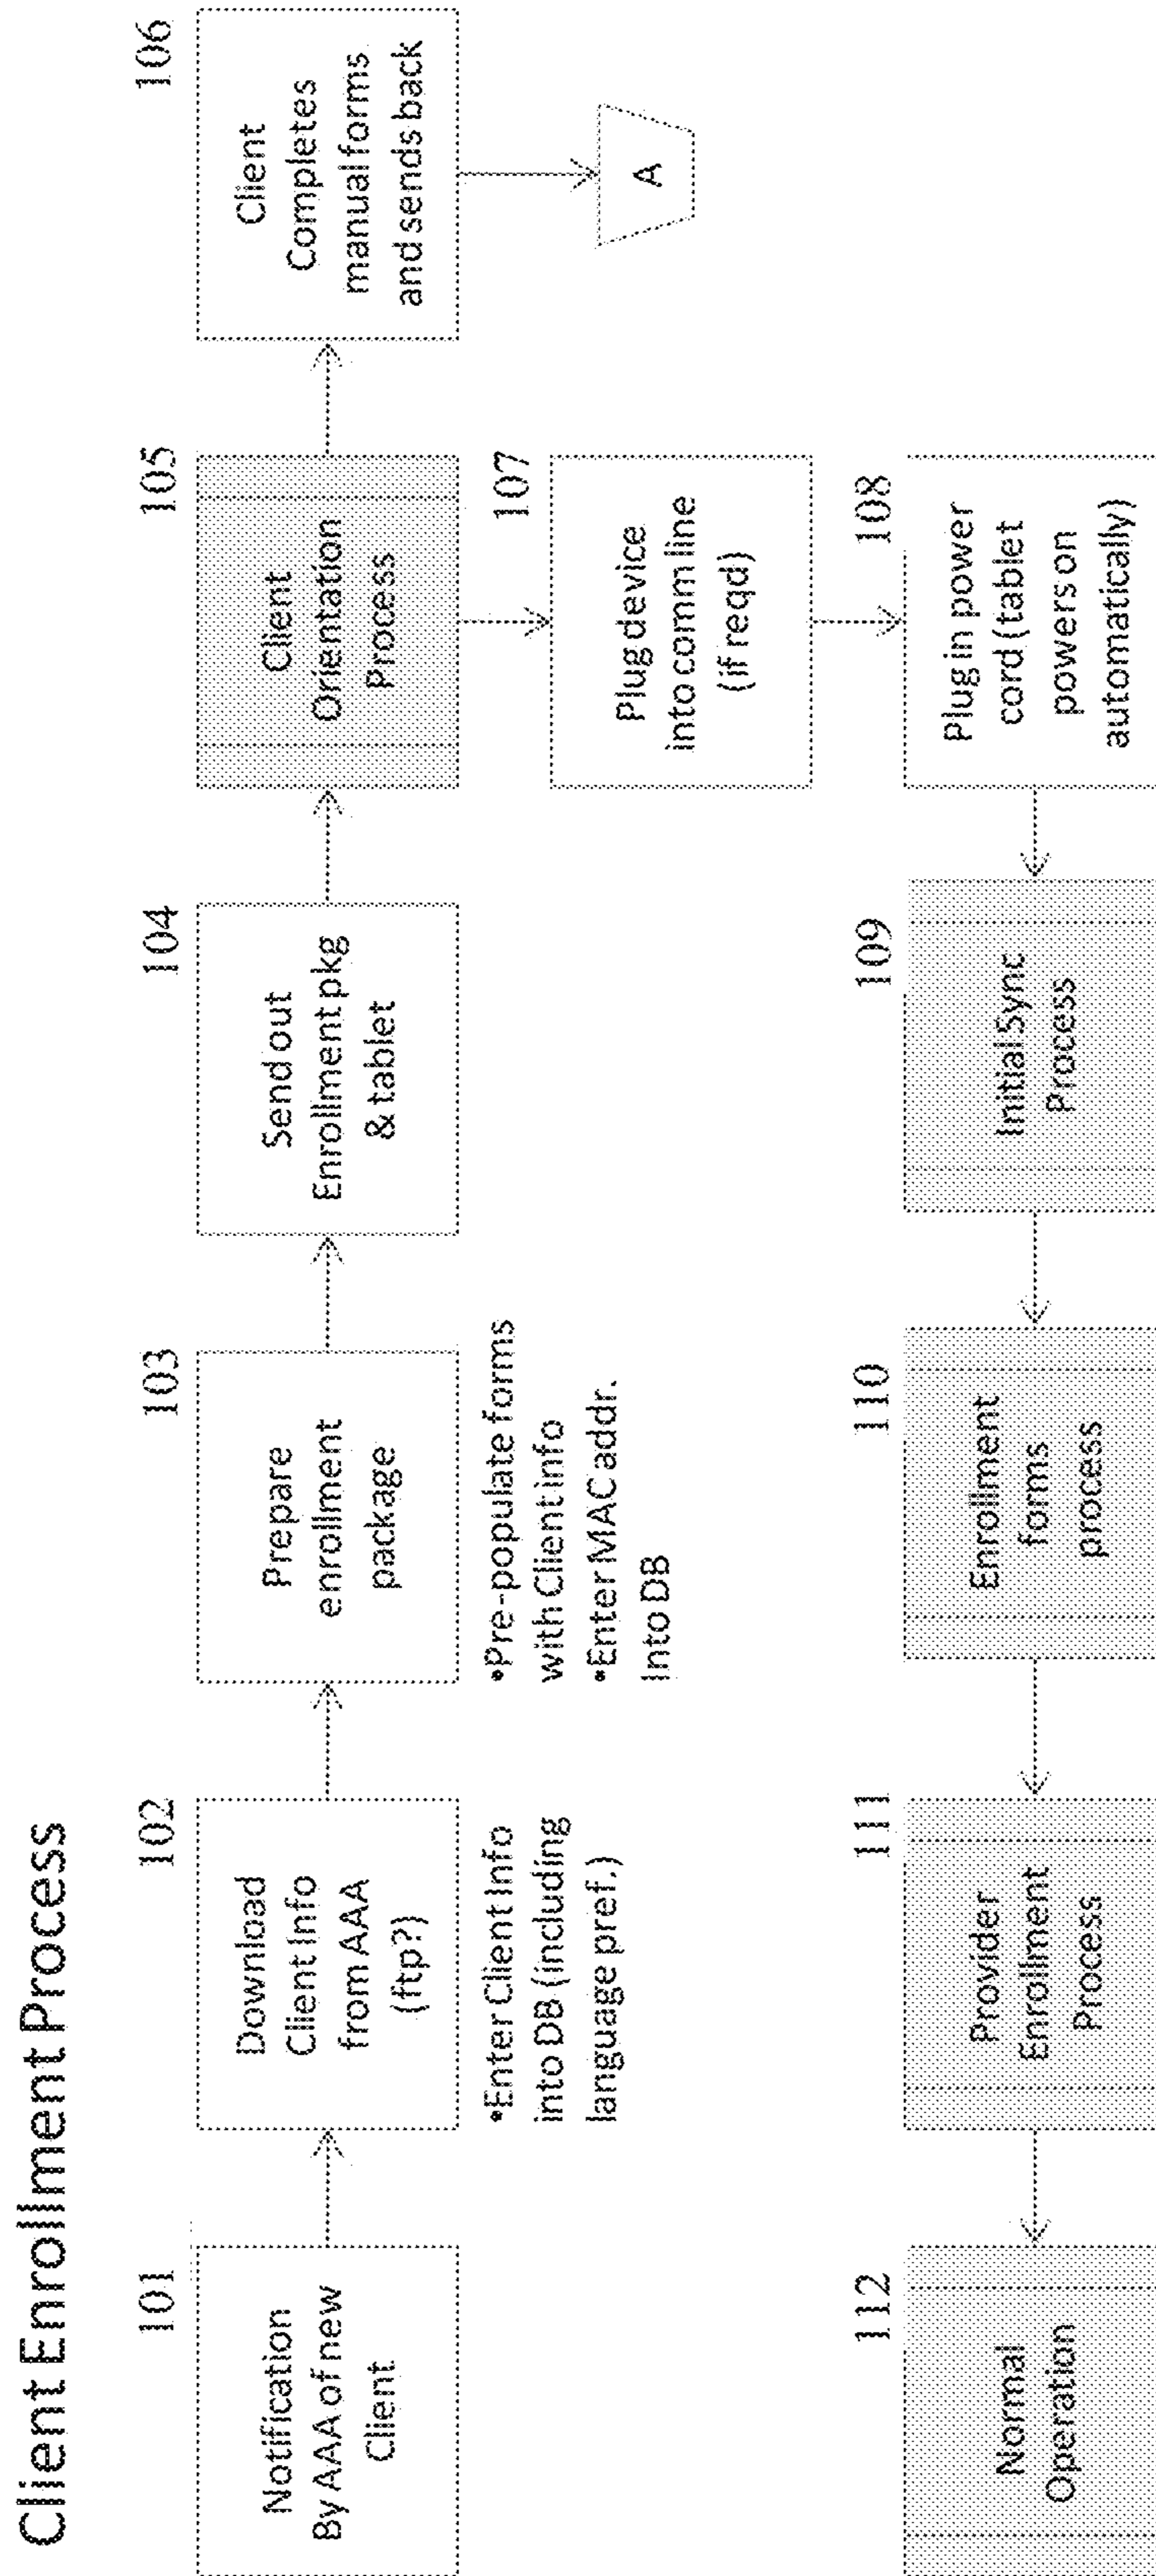 Client Enrollment Process
101
Notification
By AAA of new
Client
102
Download
Client Info
from AAA
(ftp?)
•Enter Client Info
into DB (including
language pref.)
103
Prepare
enrollment
package
•Pre-populate forms
with Client info
•Enter MAC addr.
Into DB
104
Send out
Enrollment pkg
& tablet
105
Client
Orientation
Process
106
Client
Completes
manual forms
and sends back
A
107
Plug device
into comm line
(if reqd)
108
Plug in power
cord (tablet
powers on
automatically)
109
Initial Sync
Process
110
Enrollment
forms
process
111
Provider
Enrollment
Process
112
Normal
Operation